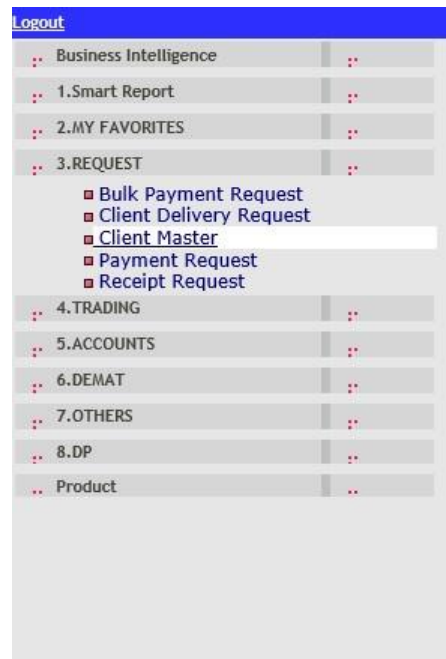 Logout
Business Intelligence
1.Smart Report
2.MY FAVORITES
3.REQUEST
Bulk Payment Request
Client Delivery Request
Client Master
Payment Request
Receipt Request
4.TRADING
5.ACCOUNTS
6.DEMAT
7.OTHERS
8.DP
Product